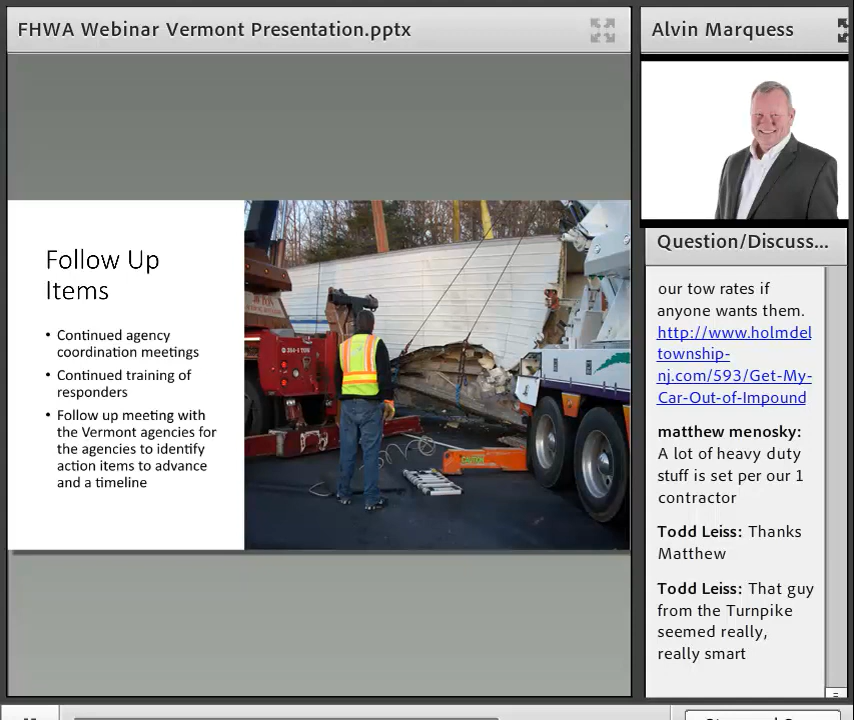 FHWA Webinar Vermont Presentation.pptx
Follow Up
Items
• Continued agency
coordination meetings
• Continued training of
responders
• Follow up meeting with
the Vermont agencies for
the agencies to identify
action items to advance
and a timeline
Alvin Marquess
Question/Discuss...
our tow rates if
anyone wants them.
http://www.holmdel
township-
nj.com/593/Get-My-
Car-Out-of-Impound
matthew menosky:
A lot of heavy duty
stuff is set per our 1
contractor
Todd Leiss: Thanks
Matthew
Todd Leiss: That guy
from the Turnpike
seemed really,
really smart